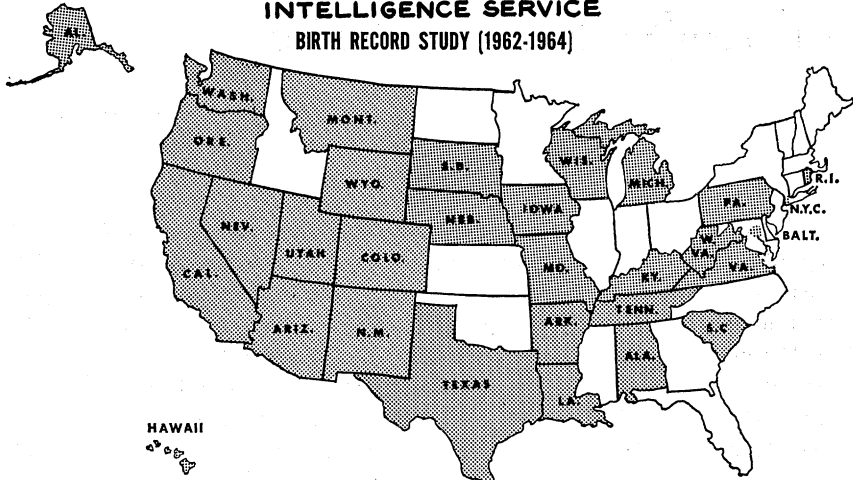 INTELLIGENCE SERVICE
BIRTH RECORD STUDY (1962-1964)
AL.
WASH.
MONT.
ORE.
S.D.
WIS.
MICH.
R.I.
WYO.
IOWA
PA.
N.Y.C.
NEB.
NEV.
W. VA.
BALT.
UTAH
COLO.
MO.
KY.
VA.
CAL.
TENN.
ARIZ.
N.M.
ARK.
S.C
ALA.
TEXAS
LA.
HAWAII